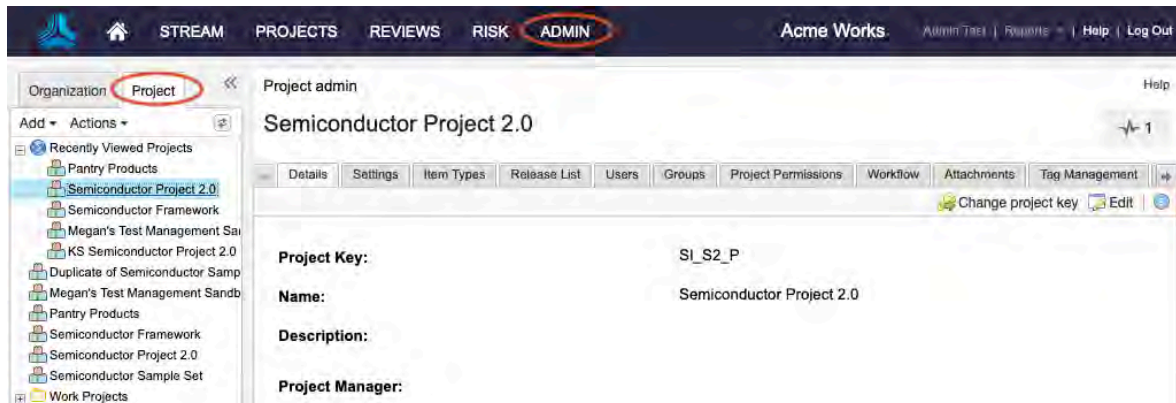 STREAM PROJECTS REVIEWS RISK ADMIN Acme Works Admin Test | Reports | Help | Log Out
Organization Project
Project admin Help
Add Actions
Semiconductor Project 2.0
1
Recently Viewed Projects
Pantry Products
Semiconductor Project 2.0
Semiconductor Framework
Megan's Test Management Sa
KS Semiconductor Project 2.0
Duplicate of Semiconductor Samp
Megan's Test Management Sandb
Pantry Products
Semiconductor Framework
Semiconductor Project 2.0
Semiconductor Sample Set
Work Projects
Details Settings Item Types Release List Users Groups Project Permissions Workflow Attachments Tag Management
Change project key Edit
Project Key: SI_S2_P
Name: Semiconductor Project 2.0
Description:
Project Manager: